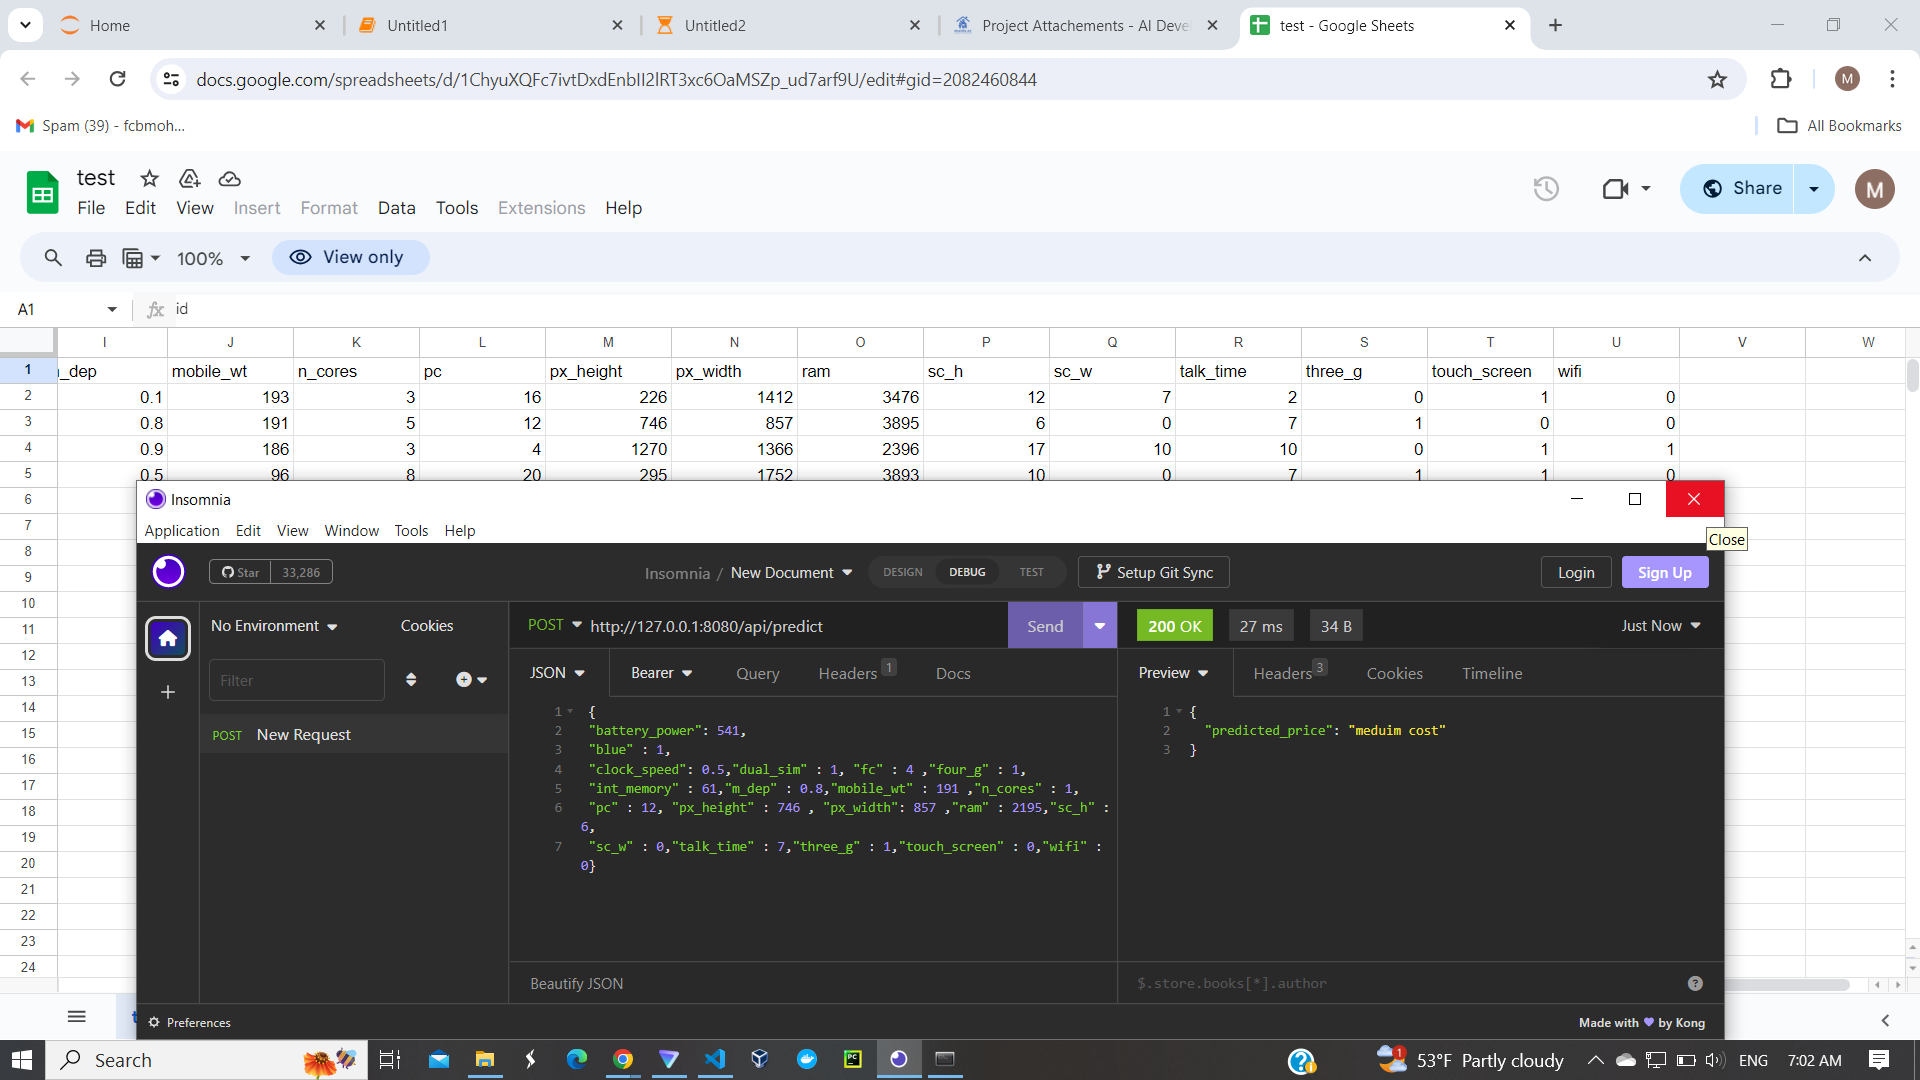 Home
Untitled1
Untitled2
Project Attachements - AI Deve
test - Google Sheets
docs.google.com/spreadsheets/d/1ChyuXQFc7ivtDxdEnbII2lRT3xc6OaMSZp_ud7arf9U/edit#gid=2082460844
M
Spam (39) - fcbmoh...
All Bookmarks
test
File Edit View Insert Format Data Tools Extensions Help
Share
M
100%
View only
A1
fx id
I J K L M N O P Q R S T U V W
1 _dep mobile_wt n_cores pc px_height px_width ram sc_h sc_w talk_time three_g touch_screen wifi
2 0.1 193 3 16 226 1412 3476 12 7 2 0 1 0
3 0.8 191 5 12 746 857 3895 6 0 7 1 0 0
4 0.9 186 3 4 1270 1366 2396 17 10 10 0 1 1
5 0.5 96 8 20 295 1752 3893 10 0 7 1 1 0
6
7
8
9
10
11
12
13
14
15
16
17
18
19
20
21
22
23
24
Insomnia
Application Edit View Window Tools Help
Close
Star 33,286
Insomnia / New Document
DESIGN DEBUG TEST
Setup Git Sync
Login
Sign Up
No Environment
Cookies
Filter
POST New Request
POST http://127.0.0.1:8080/api/predict
Send
200 OK 27 ms 34 B
Just Now
JSON Bearer Query Headers 1 Docs
Preview Headers 3 Cookies Timeline
1 {
2 "battery_power": 541,
3 "blue" : 1,
4 "clock_speed": 0.5,"dual_sim" : 1, "fc" : 4 ,"four_g" : 1,
5 "int_memory" : 61,"m_dep" : 0.8,"mobile_wt" : 191 ,"n_cores" : 1,
6 "pc" : 12, "px_height" : 746 , "px_width": 857 ,"ram" : 2195,"sc_h" :
6,
7 "sc_w" : 0,"talk_time" : 7,"three_g" : 1,"touch_screen" : 0,"wifi" :
0}
1 {
2 "predicted_price": "meduim cost"
3 }
Beautify JSON
$.store.books[*].author
Preferences
Made with by Kong
Search
53°F Partly cloudy
ENG
7:02 AM